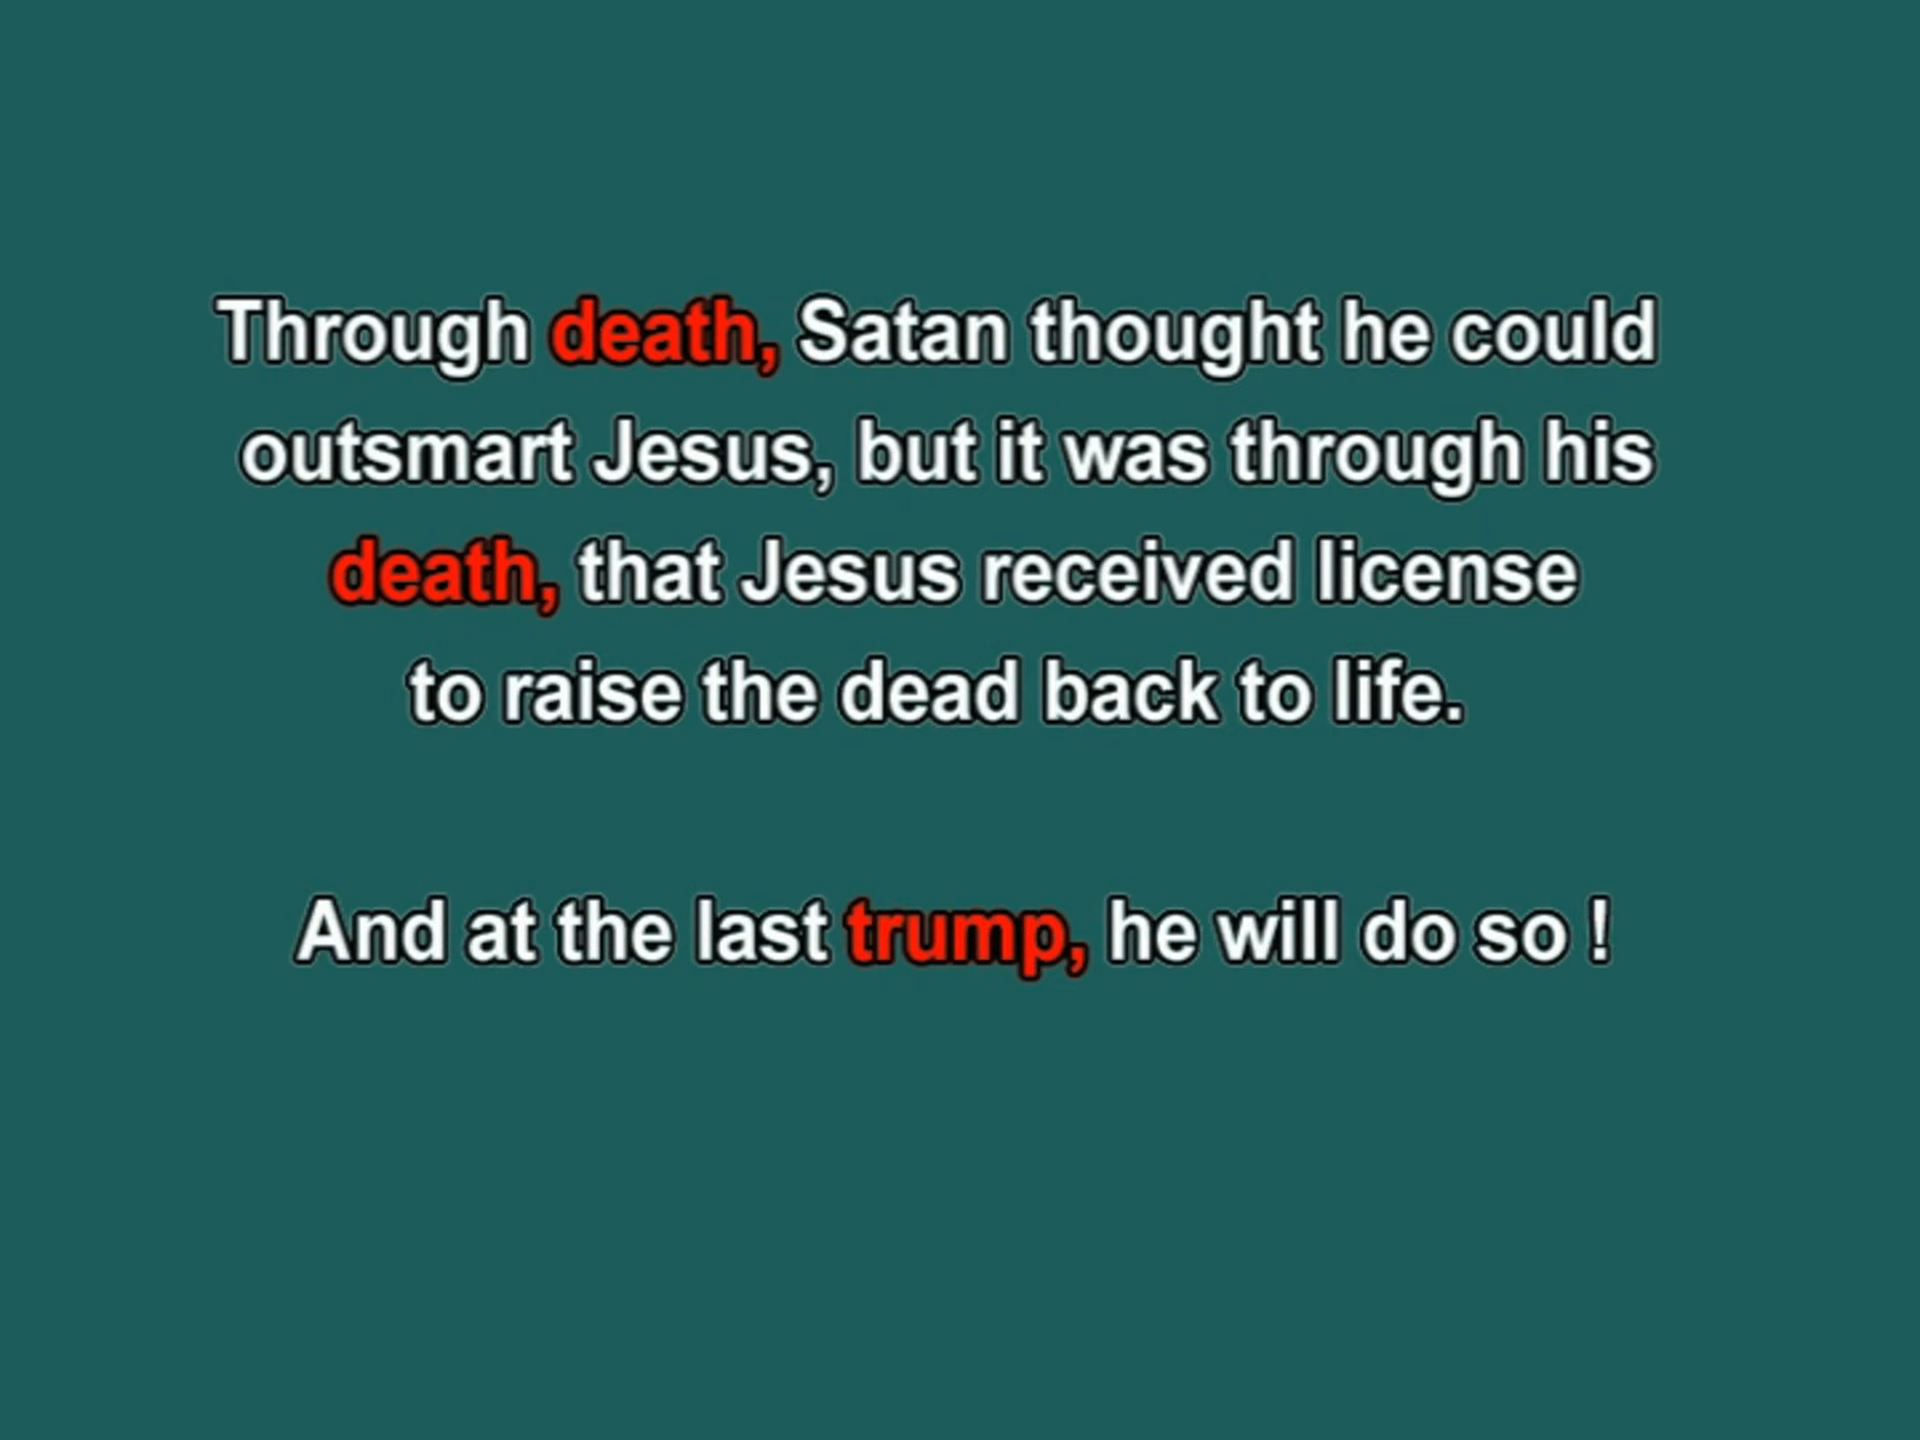 Through death, Satan thought he could
outsmart Jesus, but it was through his
death, that Jesus received license
to raise the dead back to life.
And at the last trump, he will do so !